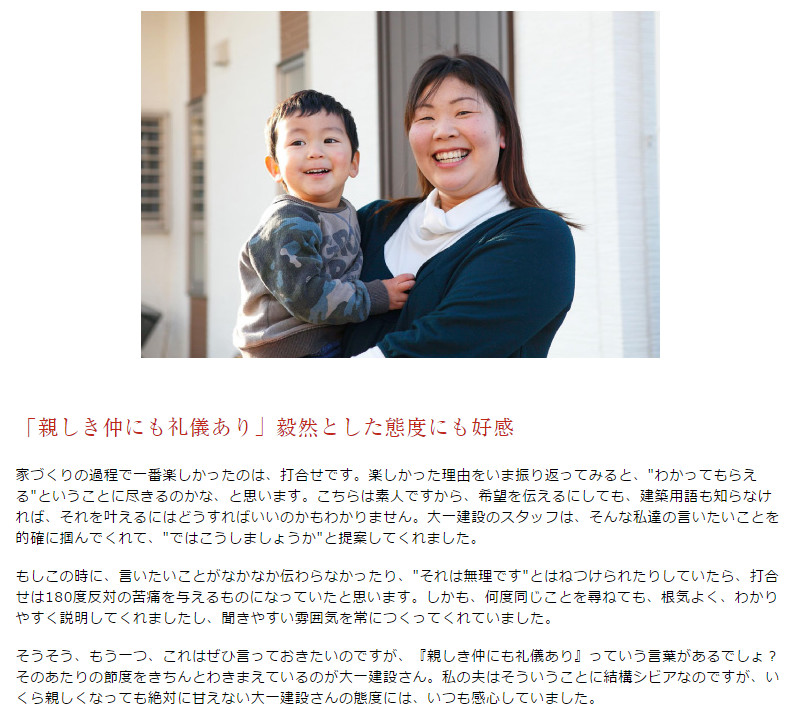 「親しき仲にも礼儀あり」毅然とした態度にも好感
家づくりの過程で一番楽しかったのは、打合せです。楽しかった理由をいま振り返ってみると、"わかってもらえ
る"ということに尽きるのかな、と思います。こちらは素人ですから、希望を伝えるにしても、建築用語も知らなけ
れば、それを叶えるにはどうすればいいのかもわかりません。大一建設のスタッフは、そんな私達の言いたいことを
的確に掴んでくれて、"ではこうしましょうか"と提案してくれました。
もしこの時に、言いたいことがなかなか伝わらなかったり、"それは無理です"とはねつけられたりしていたら、打合
せは180度反対の苦痛を与えるものになっていたと思います。しかも、何度同じことを尋ねても、根気よく、わかり
やすく説明してくれましたし、聞きやすい雰囲気を常につくってくれていました。
そうそう、もう一つ、これはぜひ言っておきたいのですが、『親しき仲にも礼儀あり』っていう言葉があるでしょ？
そのあたりの節度をきちんとわきまえているのが大一建設さん。私の夫はそういうことに結構シビアなのですが、い
くら親しくなっても絶対に甘えない大一建設さんの態度には、いつも感心していました。